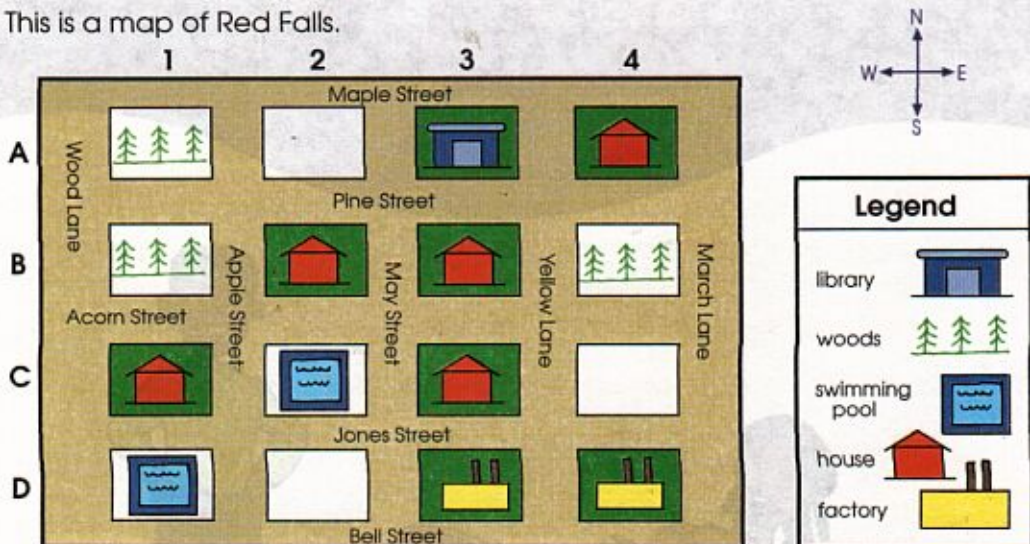 This is a map of Red Falls.
1 2 3 4
N
W E
S
Maple Street
A
Wood Lane
Pine Street
Legend
B
Apple Street
May Street
Yellow Lane
March Lane
library
Acorn Street
woods
C
swimming
pool
Jones Street
house
D
factory
Bell Street